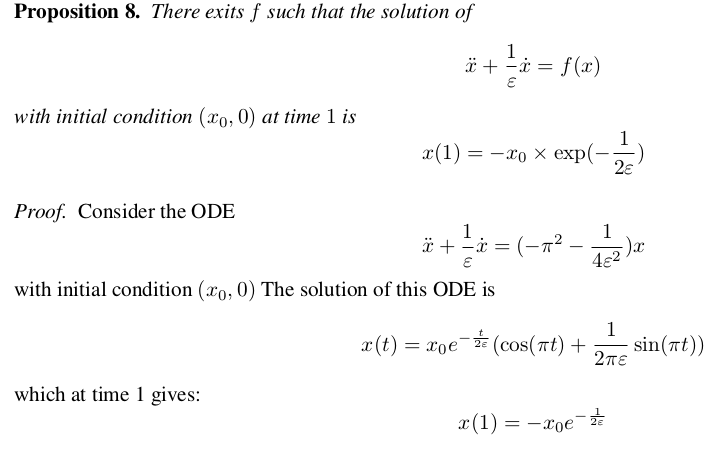 Proposition 8. There exits f such that the solution of
ẍ + 1/ε ẋ = f(x)
with initial condition (x₀, 0) at time 1 is
x(1) = −x₀ × exp(−1/2ε)
Proof. Consider the ODE
ẍ + 1/ε ẋ = (−π² − 1/4ε²)x
with initial condition (x₀, 0) The solution of this ODE is
x(t) = x₀e^(−t/2ε)(cos(πt) + 1/2πε sin(πt))
which at time 1 gives:
x(1) = −x₀e^(−1/2ε)